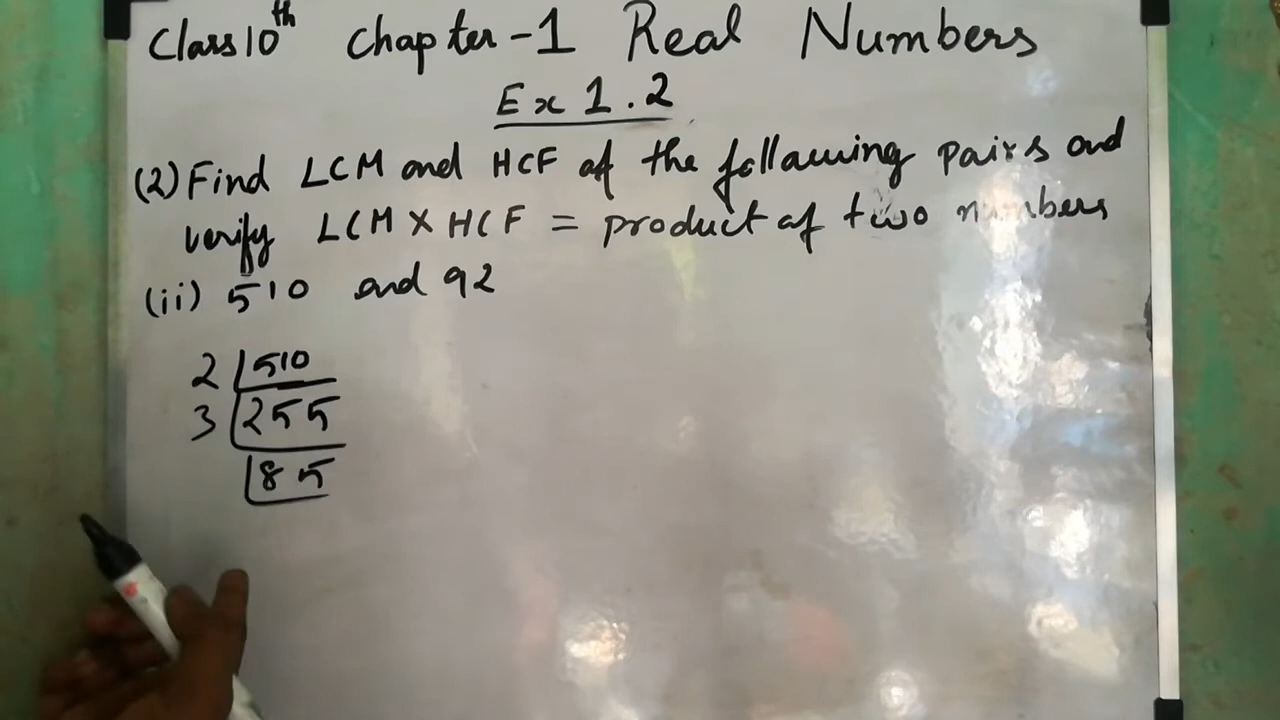 Class 10th Chapter-1 Real Numbers
Ex 1.2
(2) Find LCM and HCF of the following pairs and
verify LCM X HCF = product of two numbers
(ii) 510 and 92
2 510
3 255
85